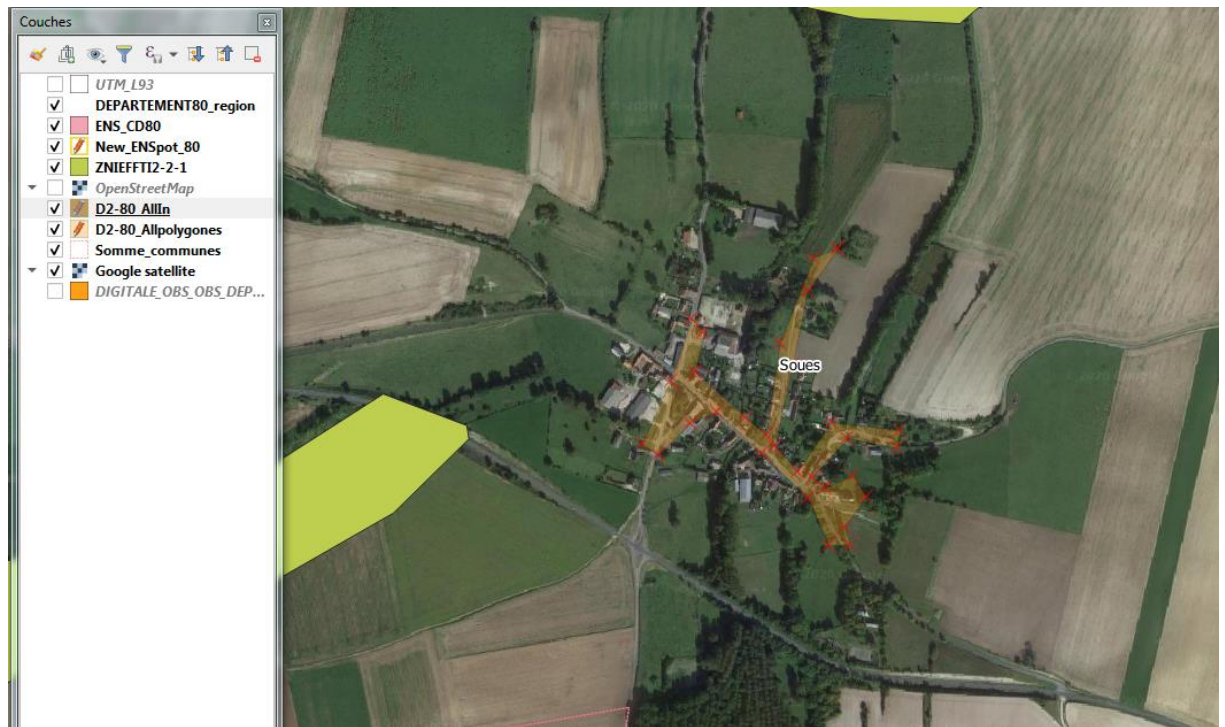 Couches
UTM_L93
DEPARTEMENT80_region
ENS_CD80
New_ENSpot_80
ZNIEFFTI2-2-1
OpenStreetMap
D2-80_AllIn
D2-80_Allpolygones
Somme_communes
Google satellite
DIGITALE_OBS_OBS_DEP...
Soues